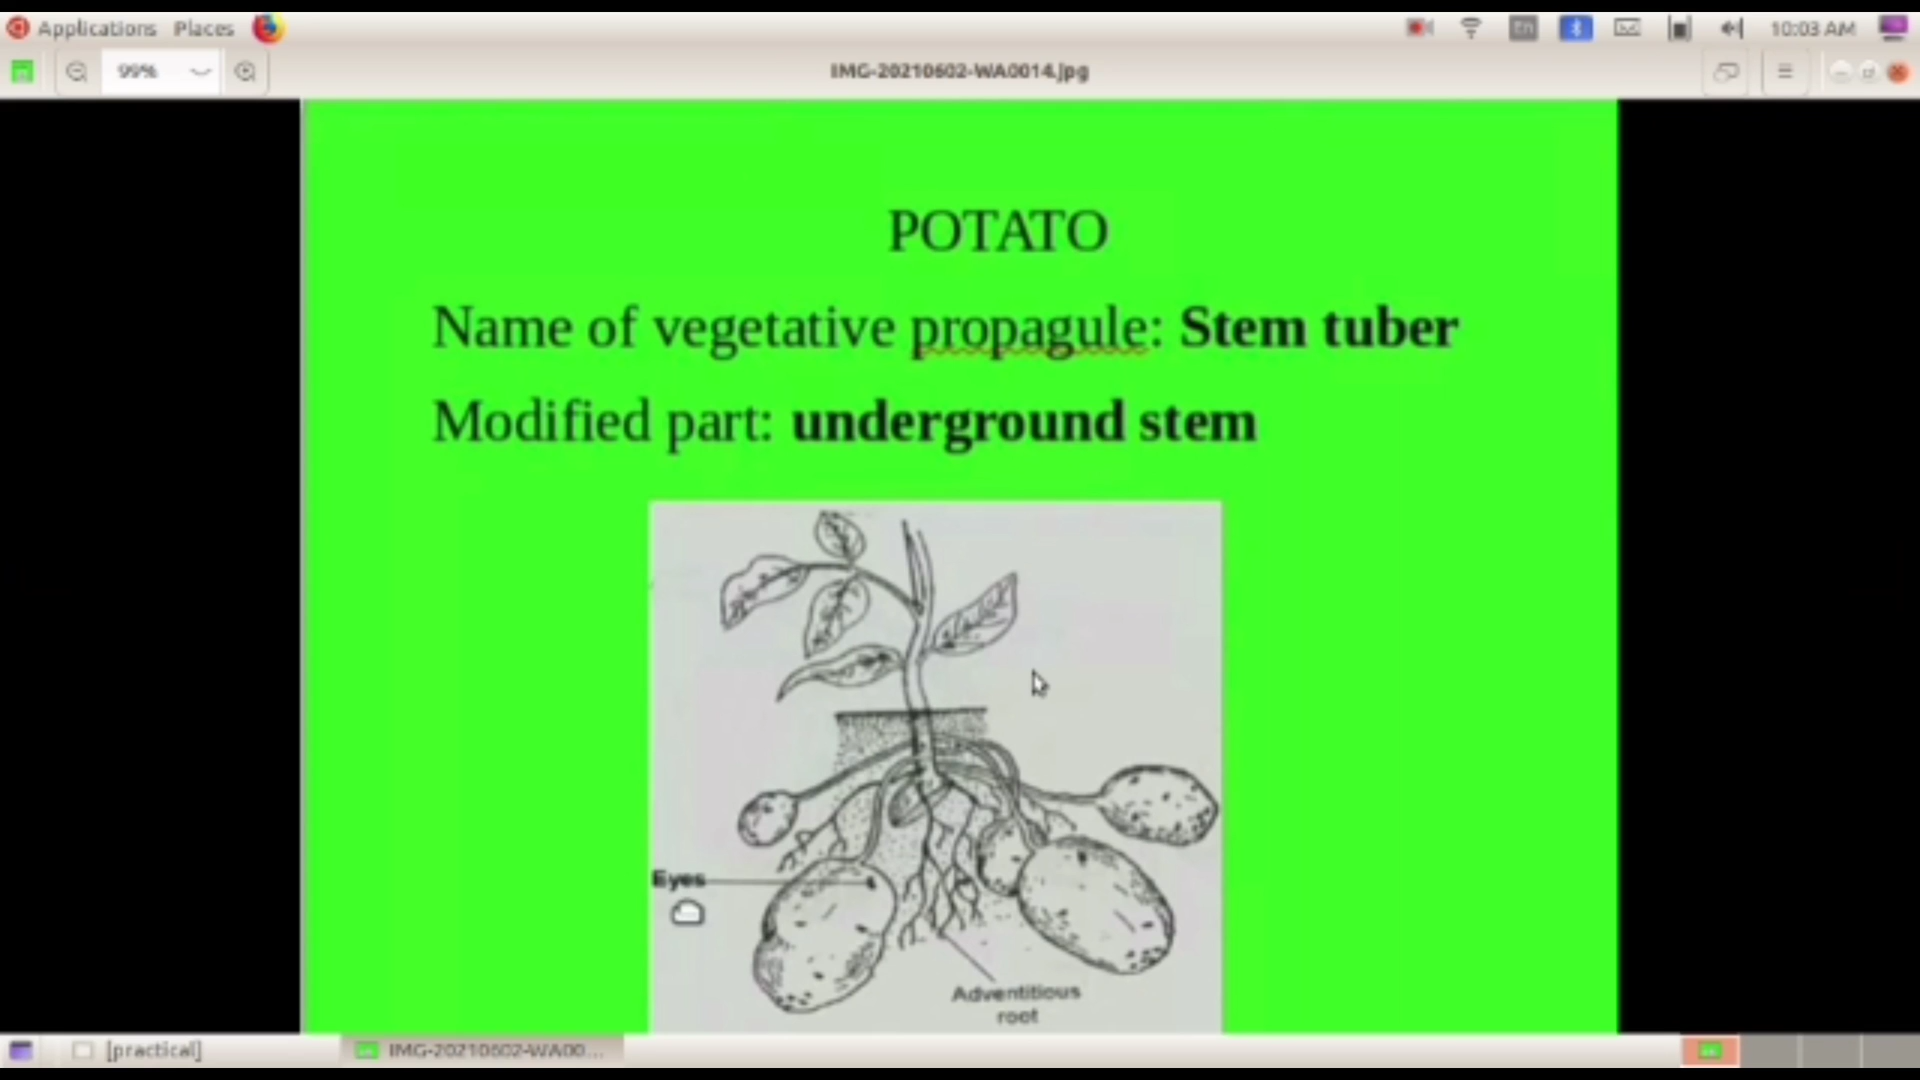 Applications Places En 10:03 AM
99% IMG-20210602-WA0014.jpg
POTATO
Name of vegetative propagule: Stem tuber
Modified part: underground stem
Eyes
Adventitious
root
[practical] IMG-20210602-WA00...